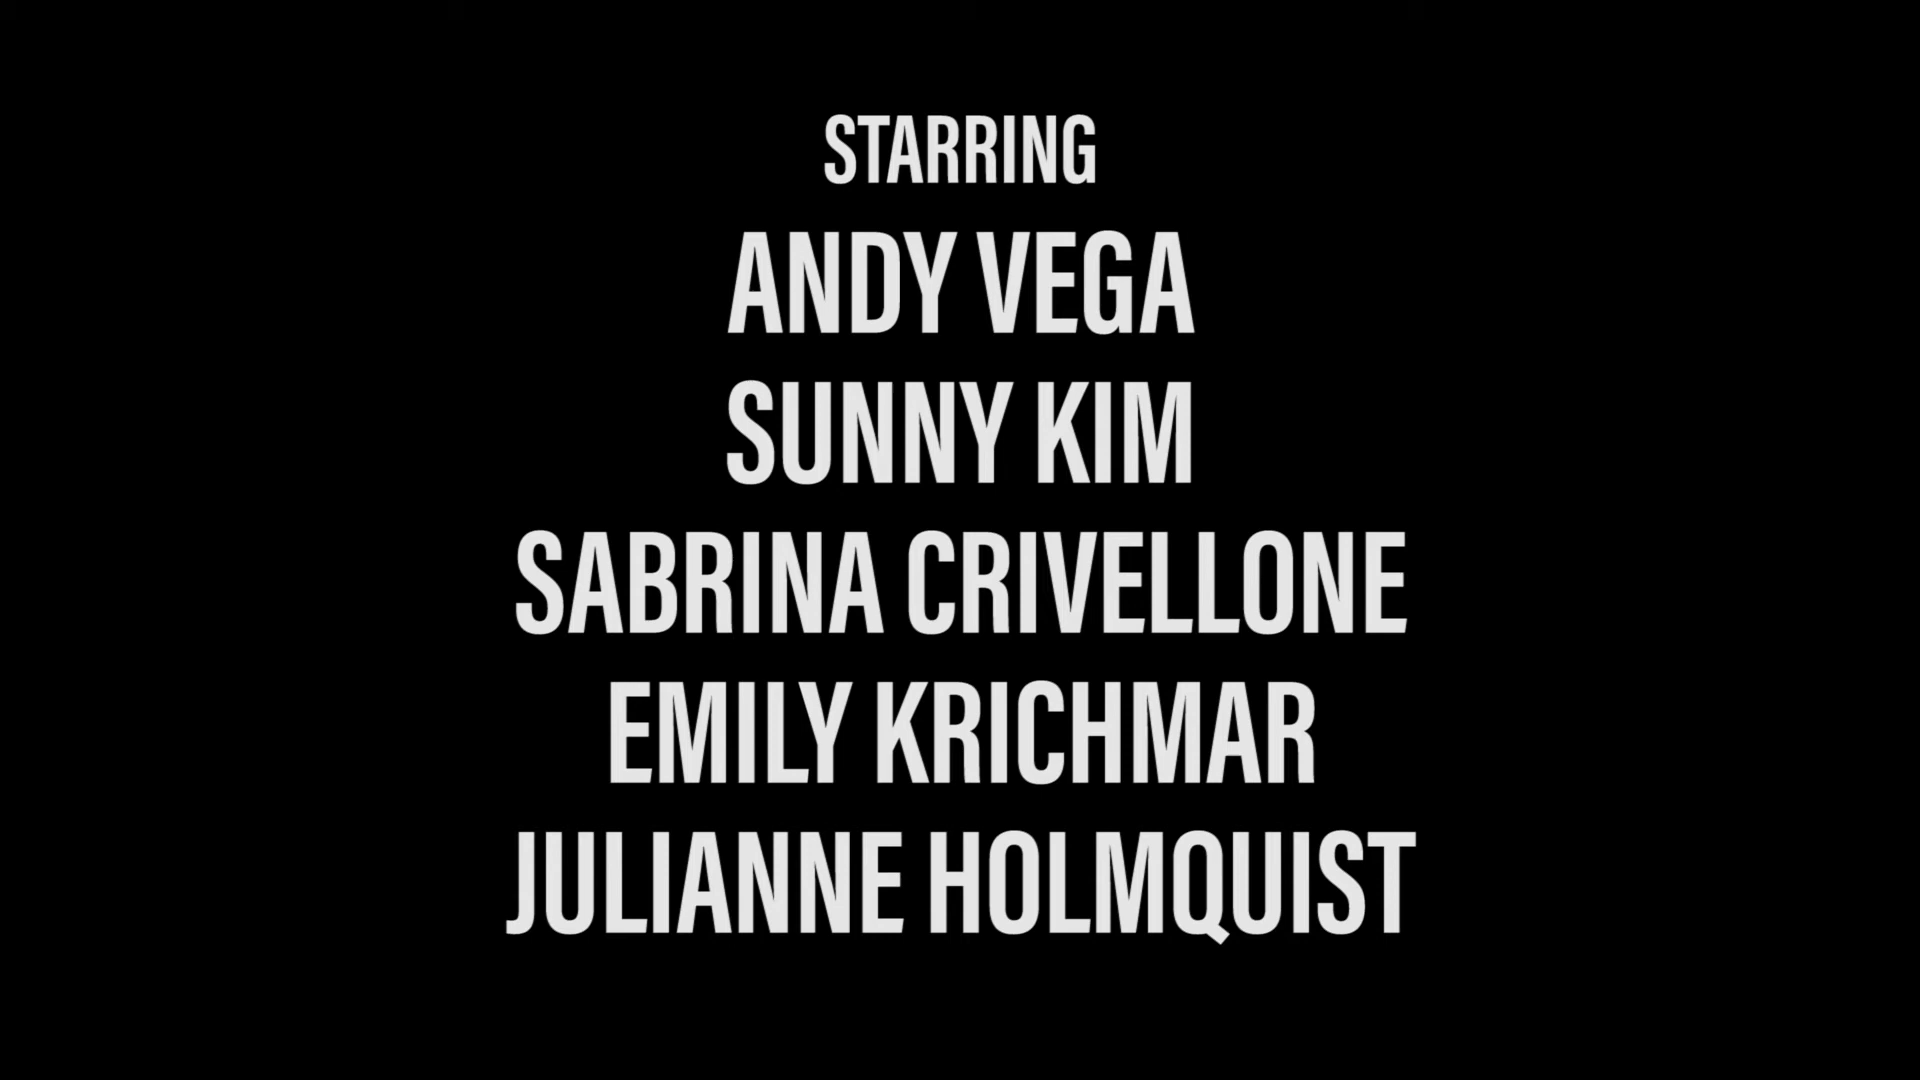 STARRING
ANDY VEGA
SUNNY KIM
SABRINA CRIVELLONE
EMILY KRICHMAR
JULIANNE HOLMQUIST